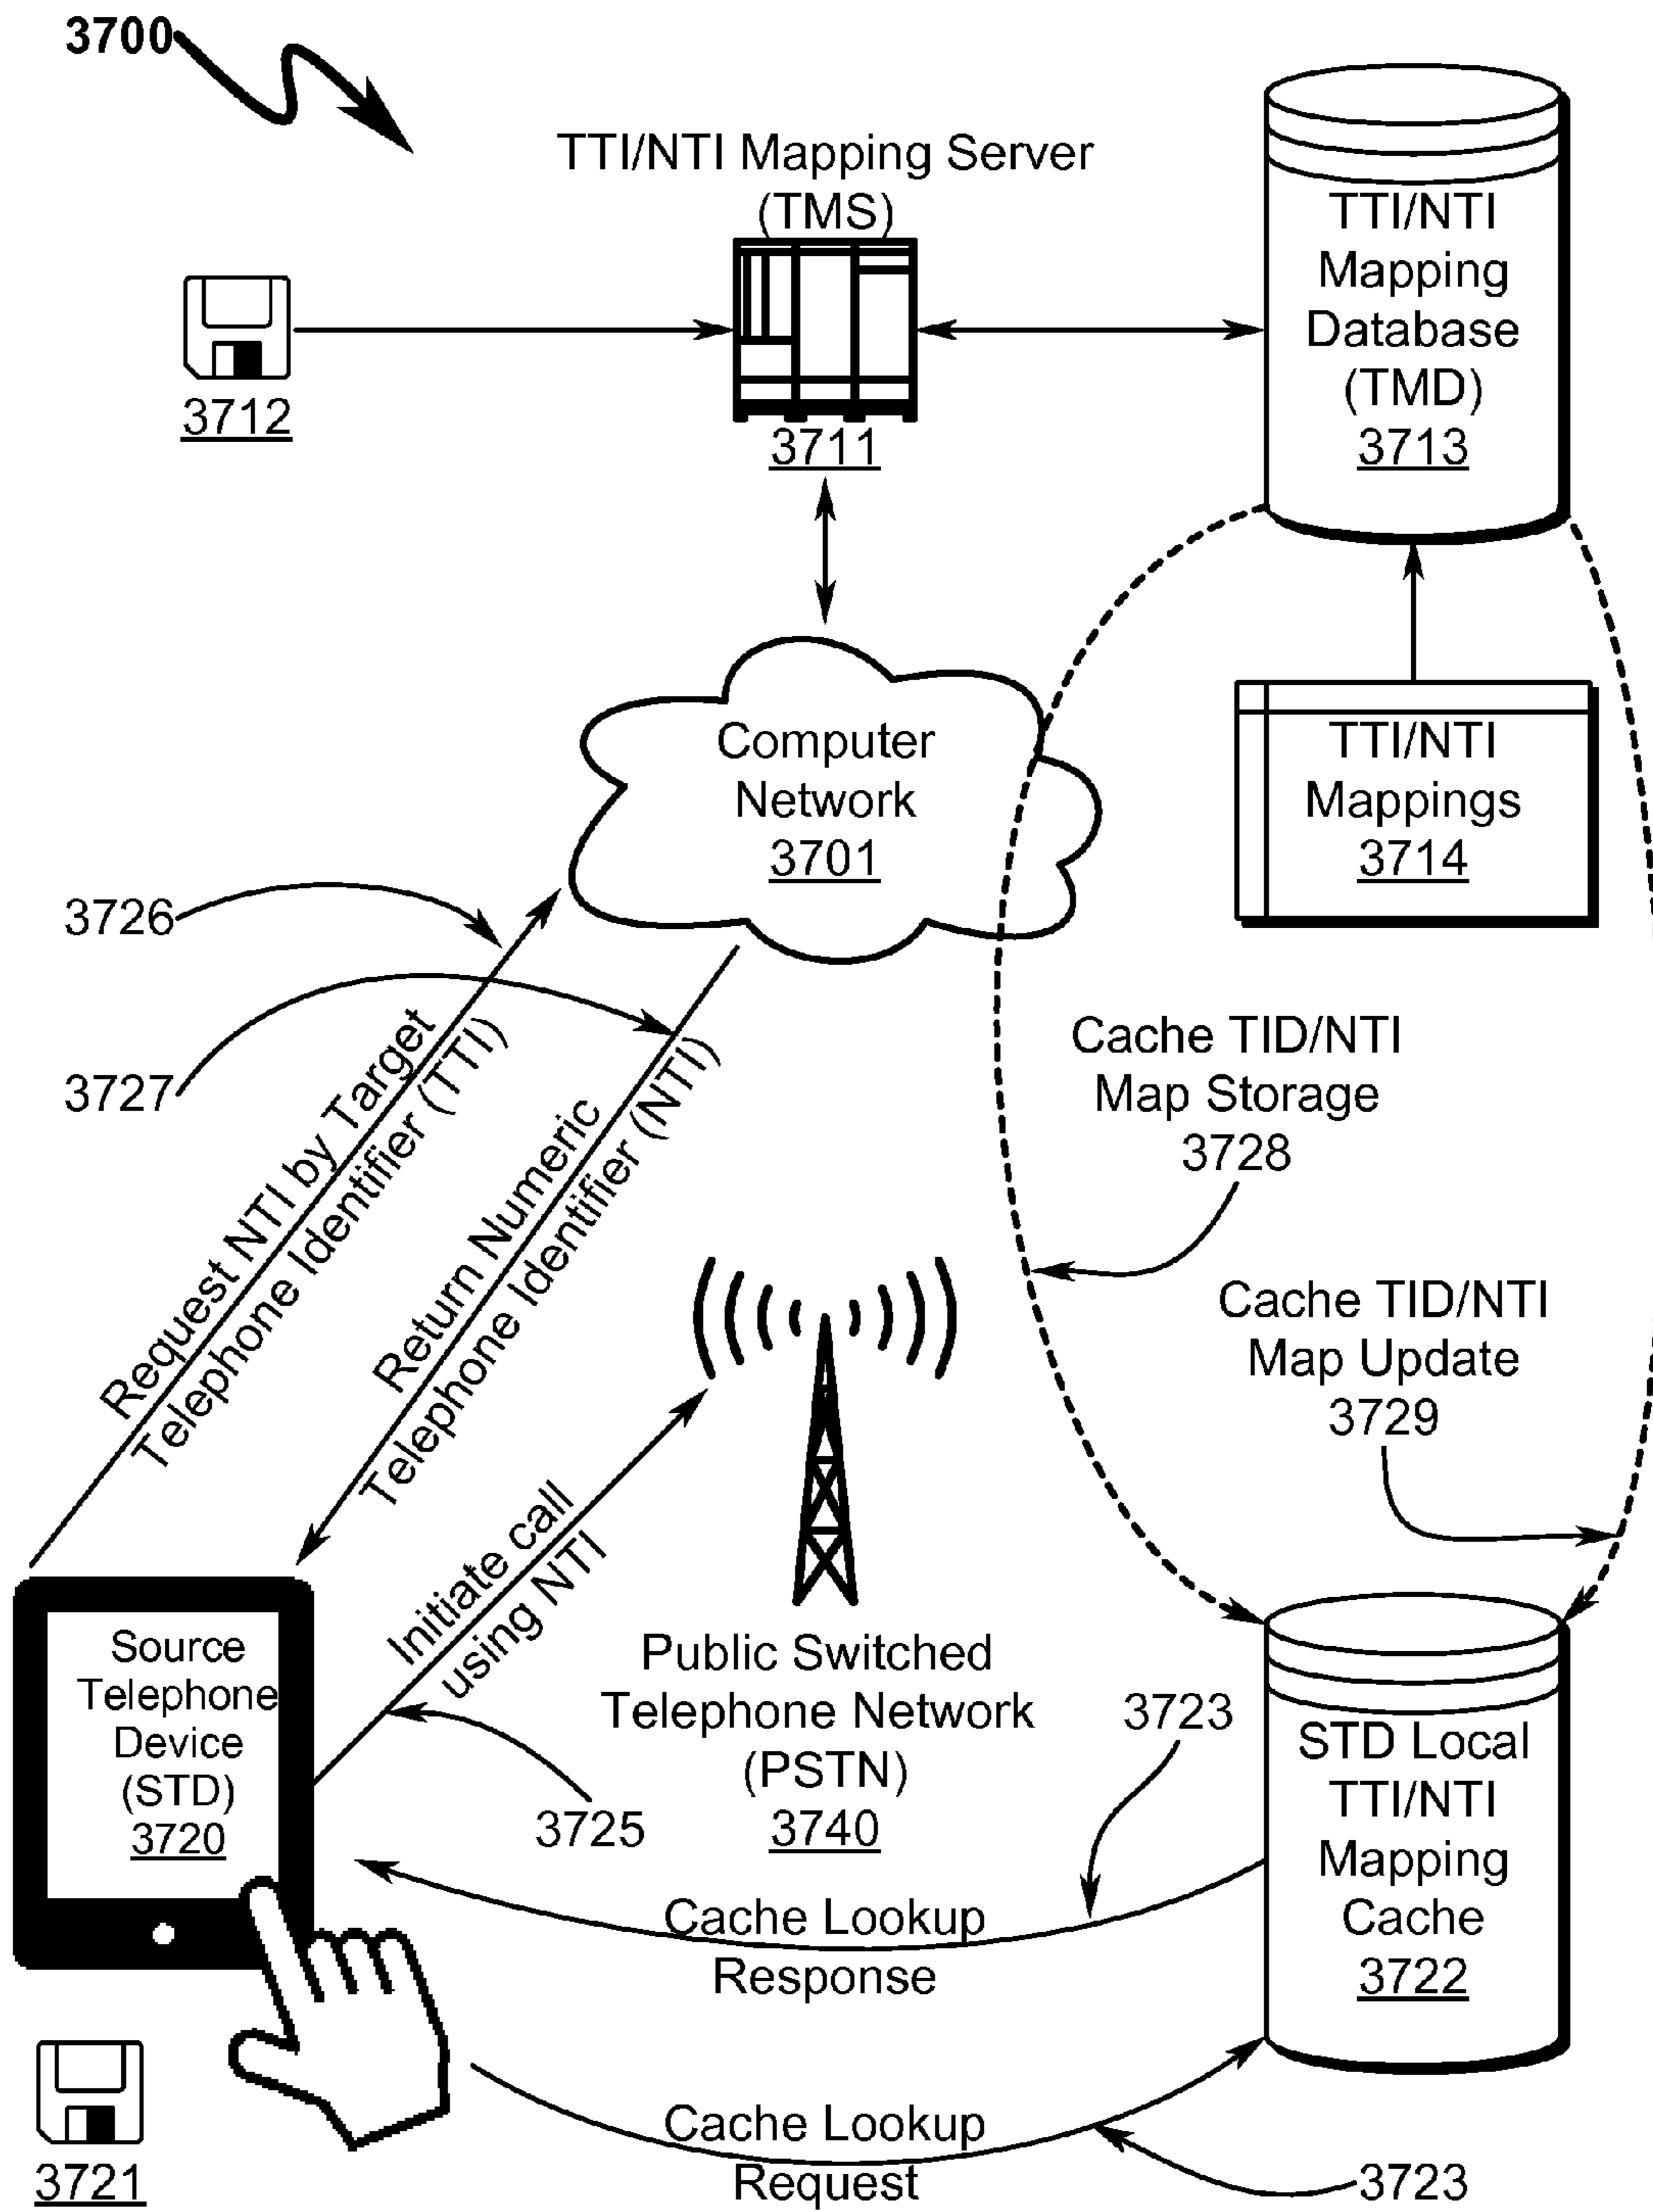 3700
TTI/NTI Mapping Server
(TMS)
3711
3712
TTI/NTI
Mapping
Database
(TMD)
3713
Computer
Network
3701
TTI/NTI
Mappings
3714
3726
3727
Request NTI by Target
Telephone Identifier (TTI)
Return Numeric
Telephone Identifier (NTI)
Cache TID/NTI
Map Storage
3728
Cache TID/NTI
Map Update
3729
Initiate call
using NTI
3725
Source
Telephone
Device
(STD)
3720
Public Switched
Telephone Network
(PSTN)
3740
3723
STD Local
TTI/NTI
Mapping
Cache
3722
Cache Lookup
Response
3721
Cache Lookup
Request
3723